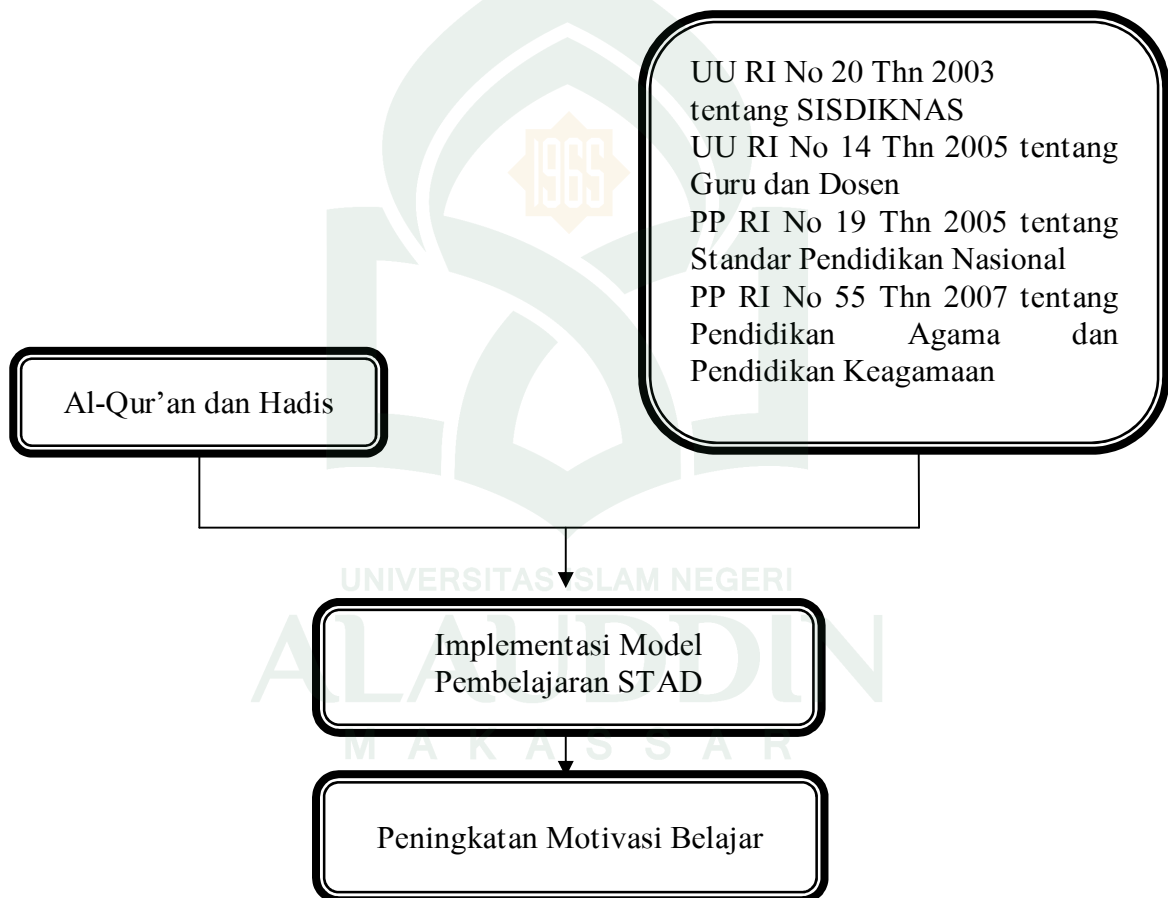 UU RI No 20 Thn 2003
tentang SISDIKNAS
UU RI No 14 Thn 2005 tentang
Guru dan Dosen
PP RI No 19 Thn 2005 tentang
Standar Pendidikan Nasional
PP RI No 55 Thn 2007 tentang
Pendidikan Agama dan
Pendidikan Keagamaan
Al-Qur’an dan Hadis
1965
UNIVERSITAS ISLAM NEGERI
ALAUDDIN
MAKASSAR
Implementasi Model
Pembelajaran STAD
Peningkatan Motivasi Belajar